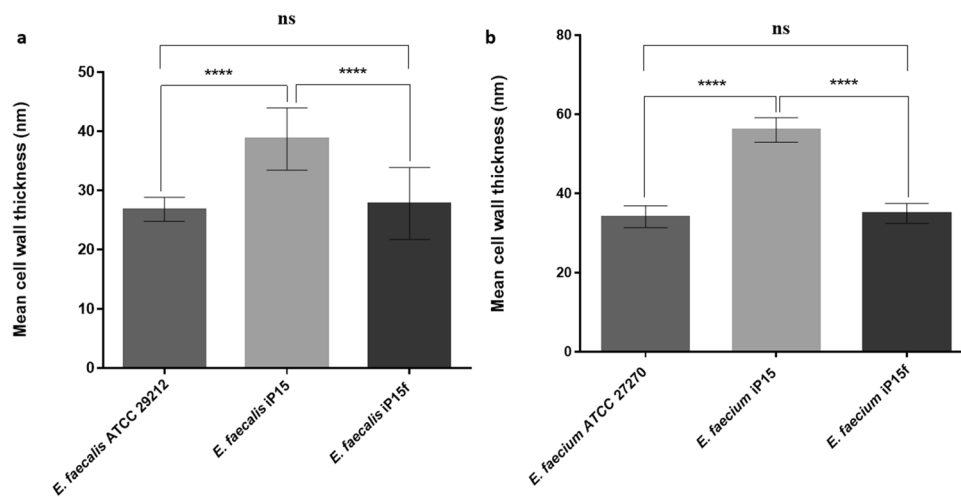 a
ns
****
****
Mean cell wall thickness (nm)
50
40
30
20
10
0
E. faecalis ATCC 29212
E. faecalis iP15
E. faecalis iP15f
b
ns
****
****
Mean cell wall thickness (nm)
80
60
40
20
0
E. faecium ATCC 27270
E. faecium iP15
E. faecium iP15f